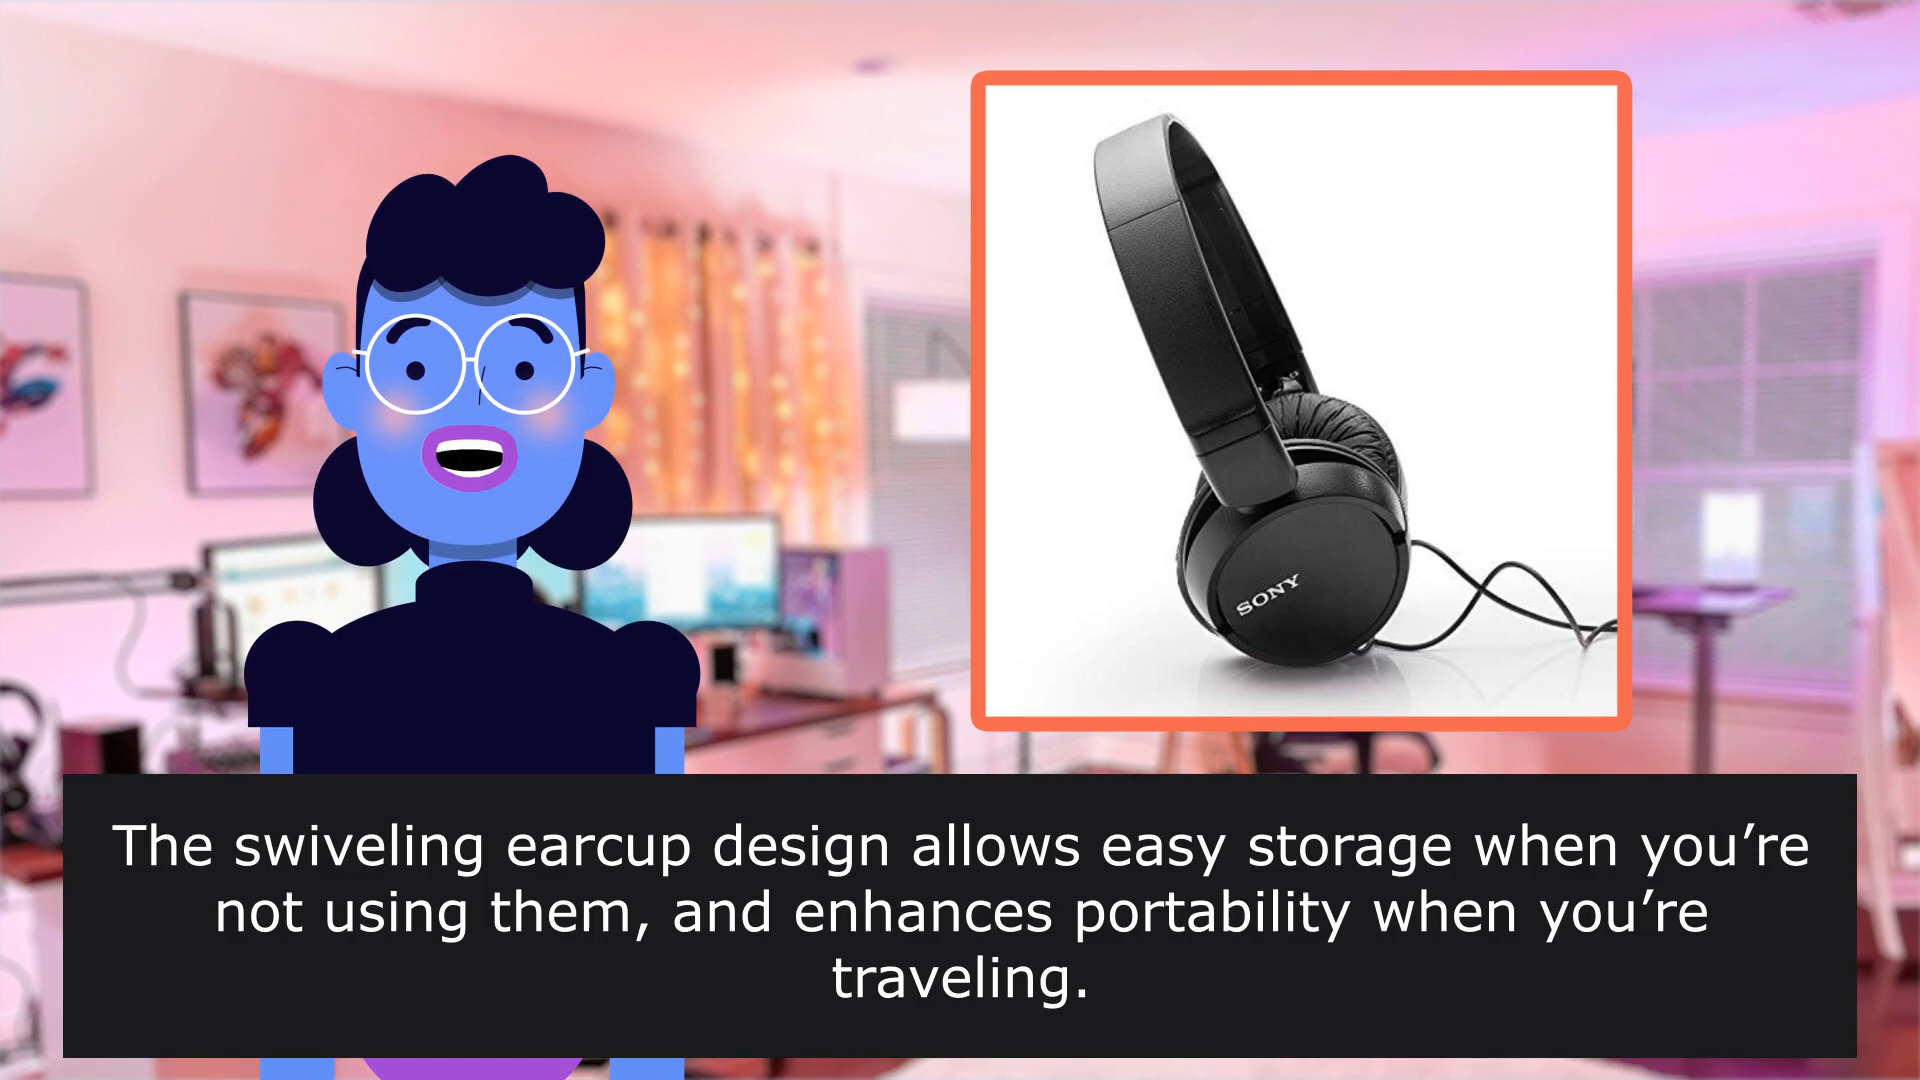 SONY
The swiveling earcup design allows easy storage when you’re
not using them, and enhances portability when you’re
traveling.